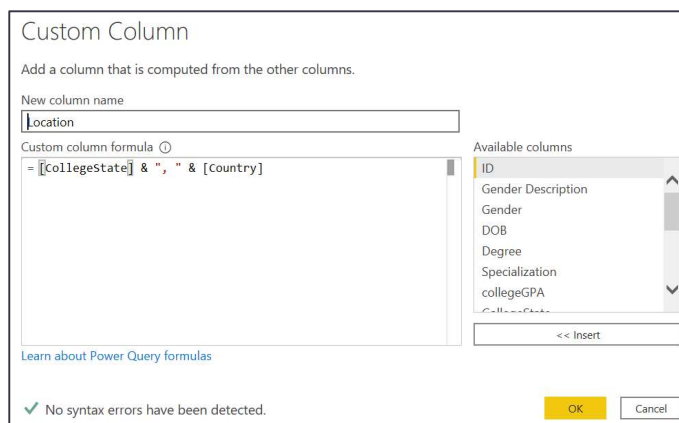 Custom Column
Add a column that is computed from the other columns.
New column name
Location
Custom column formula
Available columns
= [CollegeState] & ", " & [Country]
ID
Gender Description
Gender
DOB
Degree
Specialization
collegeGPA
CollegeState
<< Insert
Learn about Power Query formulas
No syntax errors have been detected.
OK
Cancel